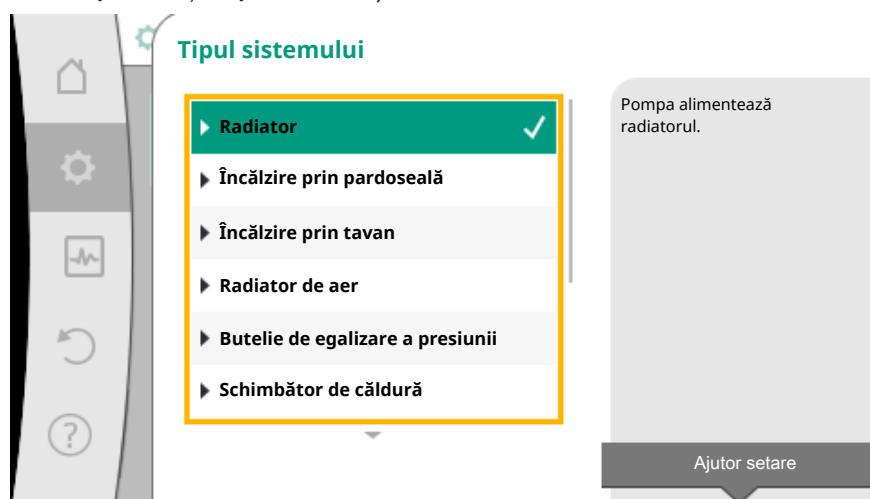 Tipul sistemului
Radiator
Încălzire prin pardoseală
Încălzire prin tavan
Radiator de aer
Butelie de egalizare a presiunii
Schimbător de căldură
Pompa alimentează
radiatorul.
Ajutor setare
?